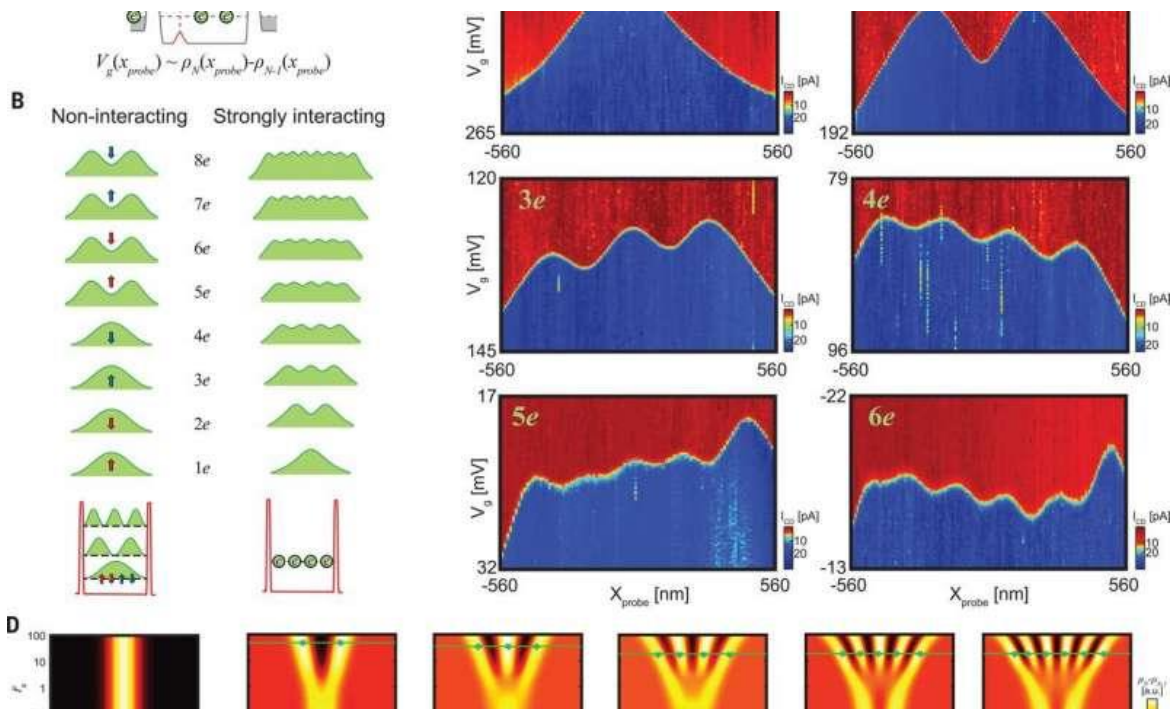 e e e e
V_g(x_probe) ~ ρ_N(x_probe)-ρ_N-1(x_probe)
B
Non-interacting Strongly interacting
8e
7e
6e
5e
4e
3e
2e
1e
e e e e
V_g [mV]
265
-560 560
I_CD [pA]
10
20
192
-560 560
V_g [mV]
I_CD [pA]
10
20
120
3e
V_g [mV]
145
-560 560
I_CD [pA]
10
20
79
4e
96
-560 560
I_CD [pA]
10
20
17
5e
V_g [mV]
32
-560 560
X_probe [nm]
I_CD [pA]
10
20
-22
6e
-13
-560 560
X_probe [nm]
I_CD [pA]
10
20
D
100
10
1
[a.u.]